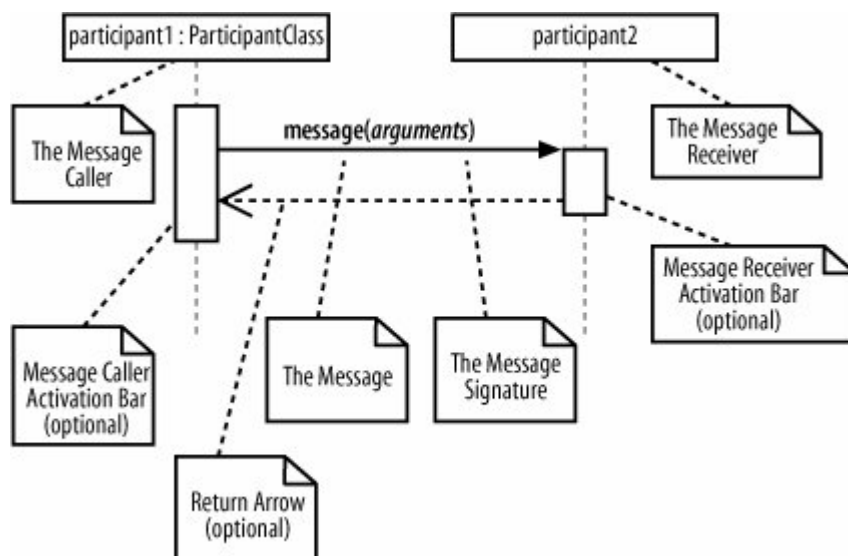 participant1 : ParticipantClass
participant2
The Message
Caller
message(arguments)
The Message
Receiver
Message Receiver
Activation Bar
(optional)
Message Caller
Activation Bar
(optional)
The Message
The Message
Signature
Return Arrow
(optional)